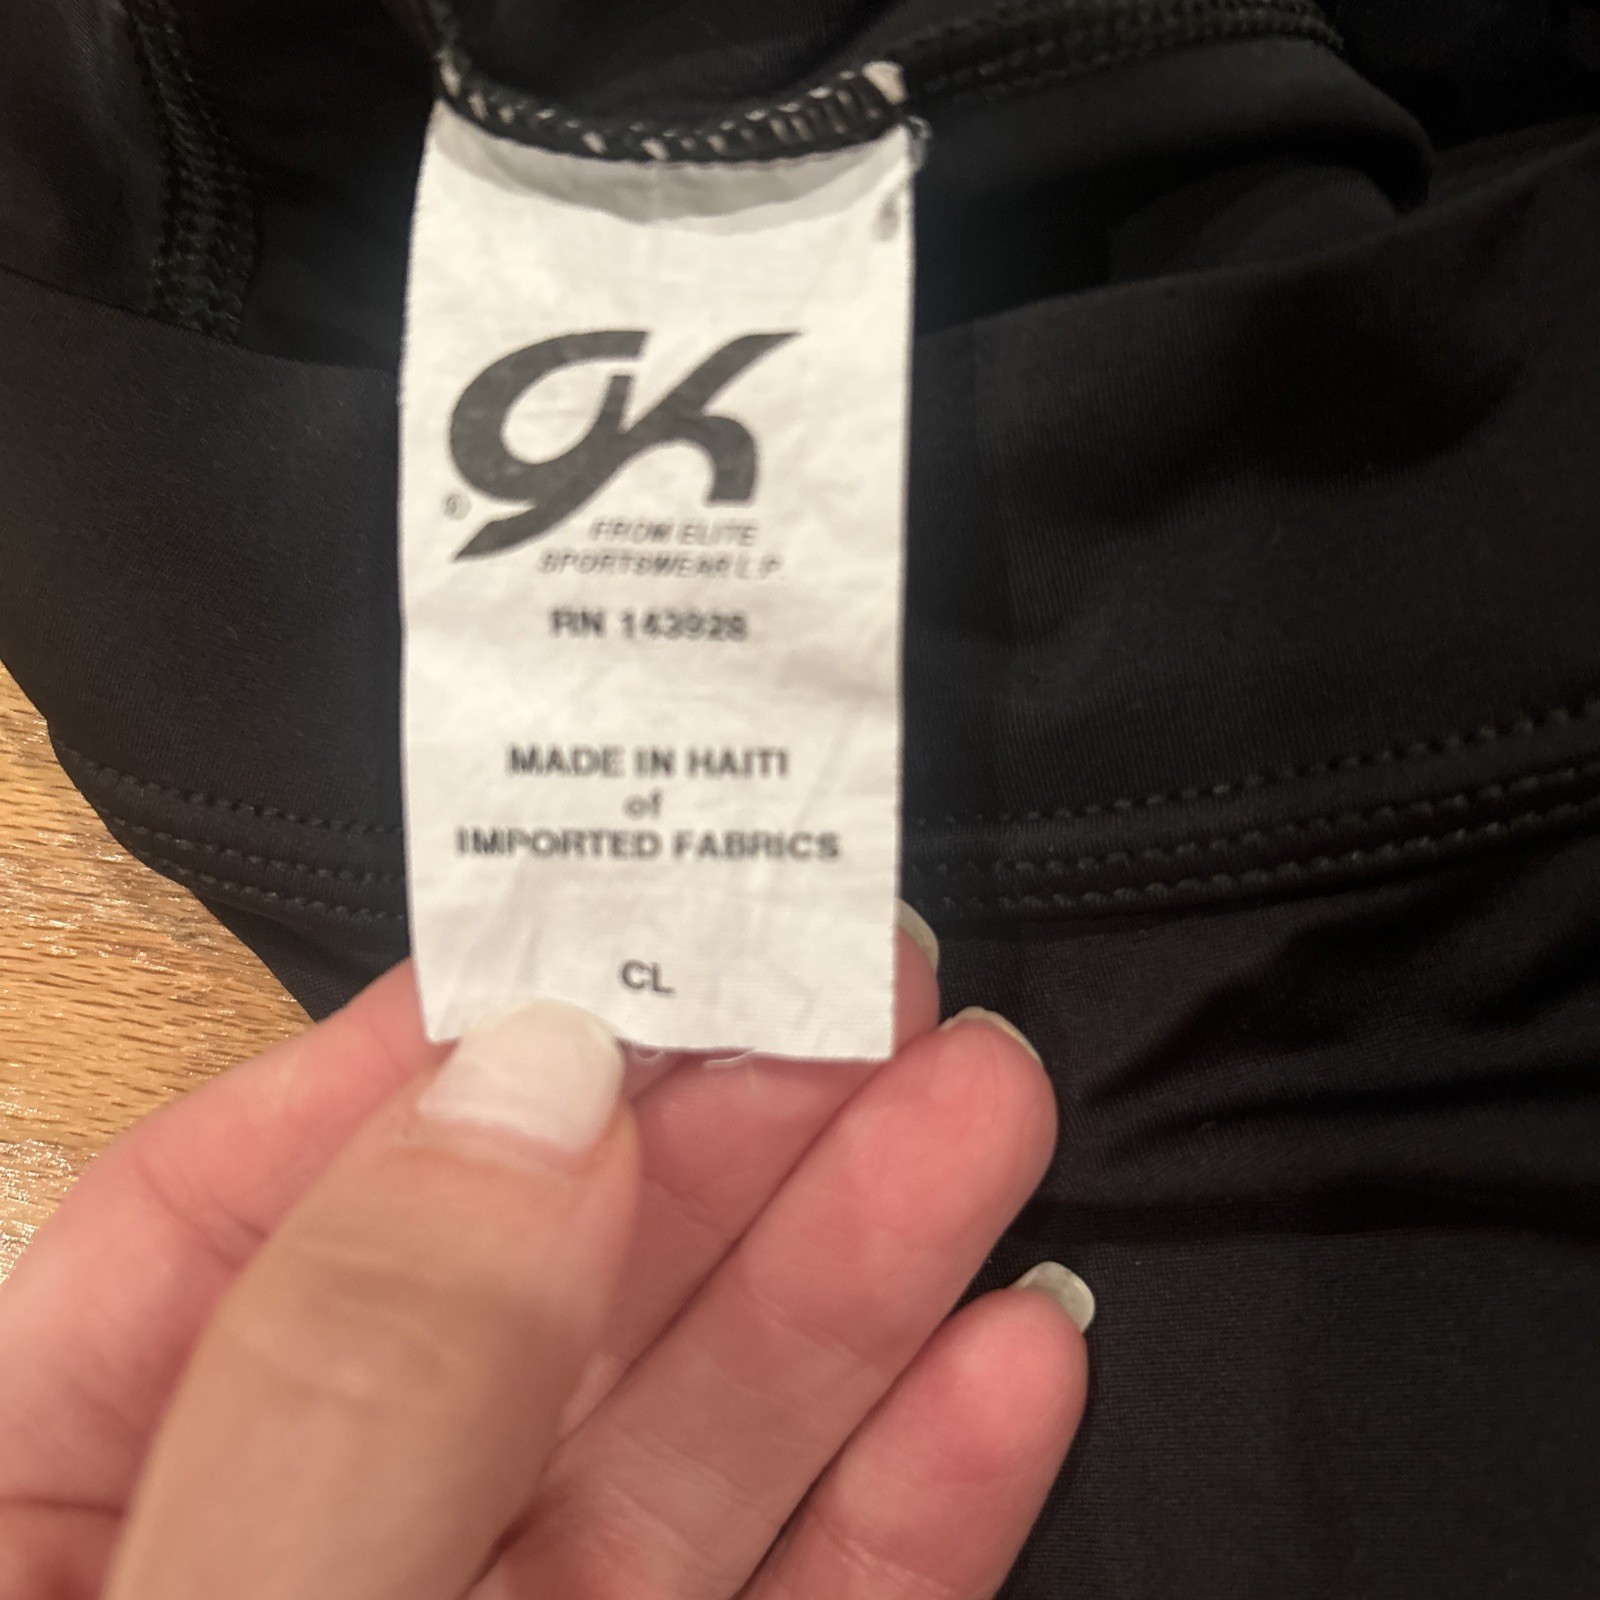 GK
©
FROM ELITE
SPORTSWEAR L.P.
RN 143928
MADE IN HAITI
of
IMPORTED FABRICS
CL